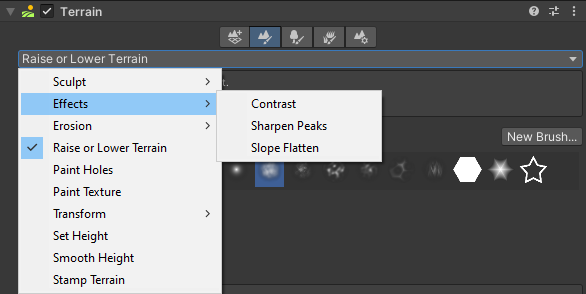 Terrain
Raise or Lower Terrain
Sculpt
t.
Effects
Contrast
Erosion
Sharpen Peaks
New Brush...
Raise or Lower Terrain
Slope Flatten
Paint Holes
Paint Texture
Transform
Set Height
Smooth Height
Stamp Terrain